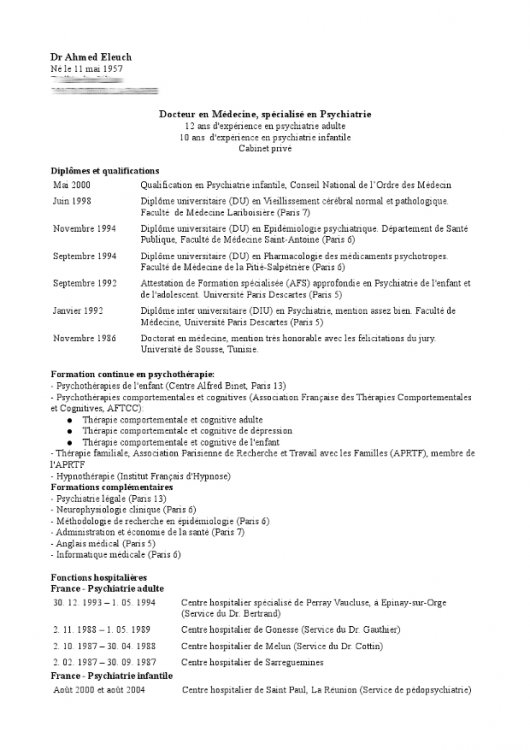 Dr Ahmed Eleuch
Né le 11 mai 1957
Docteur en Médecine, spécialisé en Psychiatrie
12 ans d'expérience en psychiatrie adulte
10 ans d'expérience en psychiatrie infantile
Cabinet privé
Diplômes et qualifications
Mai 2000 Qualification en Psychiatrie infantile, Conseil National de l'Ordre des Médecin
Juin 1998 Diplôme universitaire (DU) en Vieillissement cérébral normal et pathologique.
Faculté de Médecine Lariboisière (Paris 7)
Novembre 1994 Diplôme universitaire (DU) en Epidémiologie psychiatrique. Département de Santé
Publique, Faculté de Médecine Saint-Antoine (Paris 6)
Septembre 1994 Diplôme universitaire (DU) en Pharmacologie des médicaments psychotropes.
Faculté de Médecine de la Pitié-Salpétrière (Paris 6)
Septembre 1992 Attestation de Formation spécialisée (AFS) approfondie en Psychiatrie de l'enfant et
de l'adolescent. Université Paris Descartes (Paris 5)
Janvier 1992 Diplôme inter universitaire (DIU) en Psychiatrie, mention assez bien. Faculté de
Médecine, Université Paris Descartes (Paris 5)
Novembre 1986 Doctorat en médecine, mention très honorable avec les félicitations du jury.
Université de Sousse, Tunisie.
Formation continue en psychothérapie:
- Psychothérapies de l'enfant (Centre Alfred Binet, Paris 13)
- Psychothérapies comportementales et cognitives (Association Française des Thérapies Comportementales
et Cognitives, AFTCC):
● Thérapie comportementale et cognitive adulte
● Thérapie comportementale et cognitive de dépression
● Thérapie comportementale et cognitive de l'enfant
- Thérapie familiale, Association Parisienne de Recherche et Travail avec les Familles (APRTF), membre de
l'APRTF
- Hypnothérapie (Institut Français d'Hypnose)
Formations complémentaires
- Psychiatrie légale (Paris 13)
- Neurophysiologie clinique (Paris 6)
- Méthodologie de recherche en épidémiologie (Paris 6)
- Administration et économie de la santé (Paris 7)
- Anglais médical (Paris 5)
- Informatique médicale (Paris 6)
Fonctions hospitalières
France - Psychiatrie adulte
30. 12. 1993 – 1. 05. 1994 Centre hospitalier spécialisé de Perray Vaucluse, à Epinay-sur-Orge
(Service du Dr. Bertrand)
2. 11. 1988 – 1. 05. 1989 Centre hospitalier de Gonesse (Service du Dr. Gauthier)
2. 10. 1987 – 30. 04. 1988 Centre hospitalier de Melun (Service du Dr. Cottin)
2. 02. 1987 – 30. 09. 1987 Centre hospitalier de Sarreguemines
France - Psychiatrie infantile
Août 2000 et août 2004 Centre hospitalier de Saint Paul, La Réunion (Service de pédopsychiatrie)